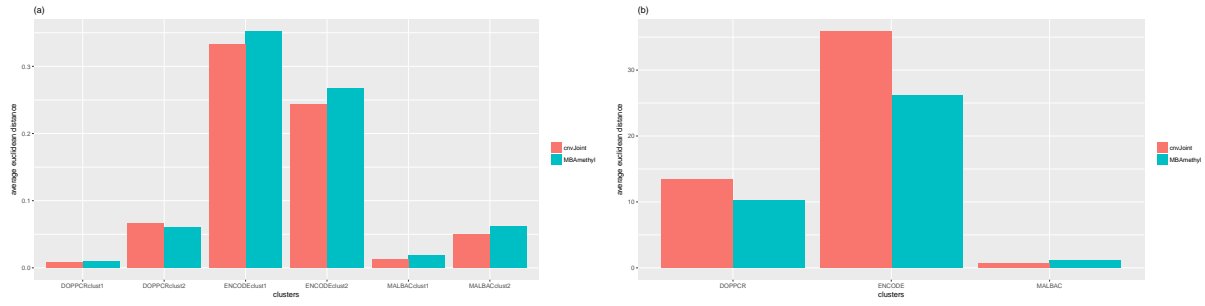 (a)
average euclidean distance
0.3
0.2
0.1
0.0
DOPPCRclust1 DOPPCRclust2 ENCODEclust1 ENCODEclust2 MALBACclust1 MALBACclust2
clusters
cnvJoint
MBAmethyl
(b)
average euclidean distance
30
20
10
0
DOPPCR ENCODE MALBAC
clusters
cnvJoint
MBAmethyl